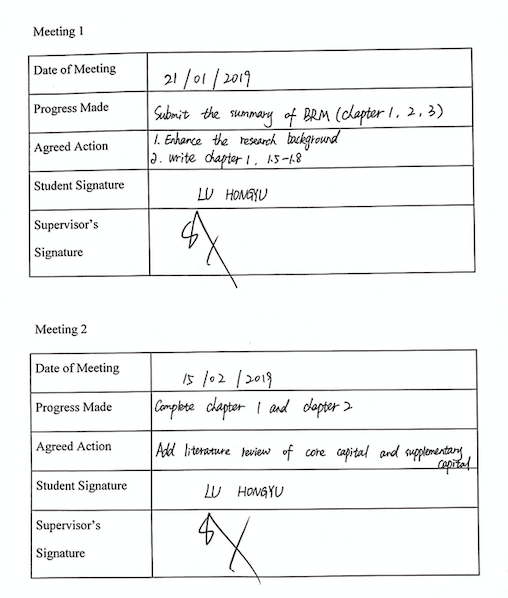 Meeting 1
Date of Meeting
21/01/2019
Progress Made
Submit the summary of BRM (chapter 1, 2, 3)
Agreed Action
1. Enhance the research background
2. write chapter 1, 1.5-1.8
Student Signature
LU HONGYU
Supervisor's
Signature
Meeting 2
Date of Meeting
15/02/2019
Progress Made
Complete chapter 1 and chapter 2
Agreed Action
Add literature review of core capital and supplementary
capital
Student Signature
LU HONGYU
Supervisor's
Signature